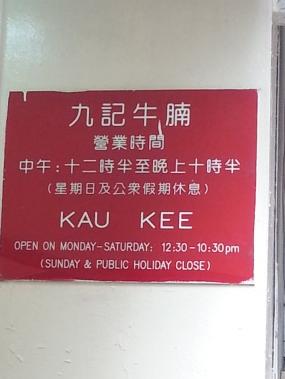 九記牛腩
營業時間
中午：十二時半至晚上十時半
（星期日及公眾假期休息）
KAU KEE
OPEN ON MONDAY-SATURDAY: 12:30-10:30pm
(SUNDAY & PUBLIC HOLIDAY CLOSE)